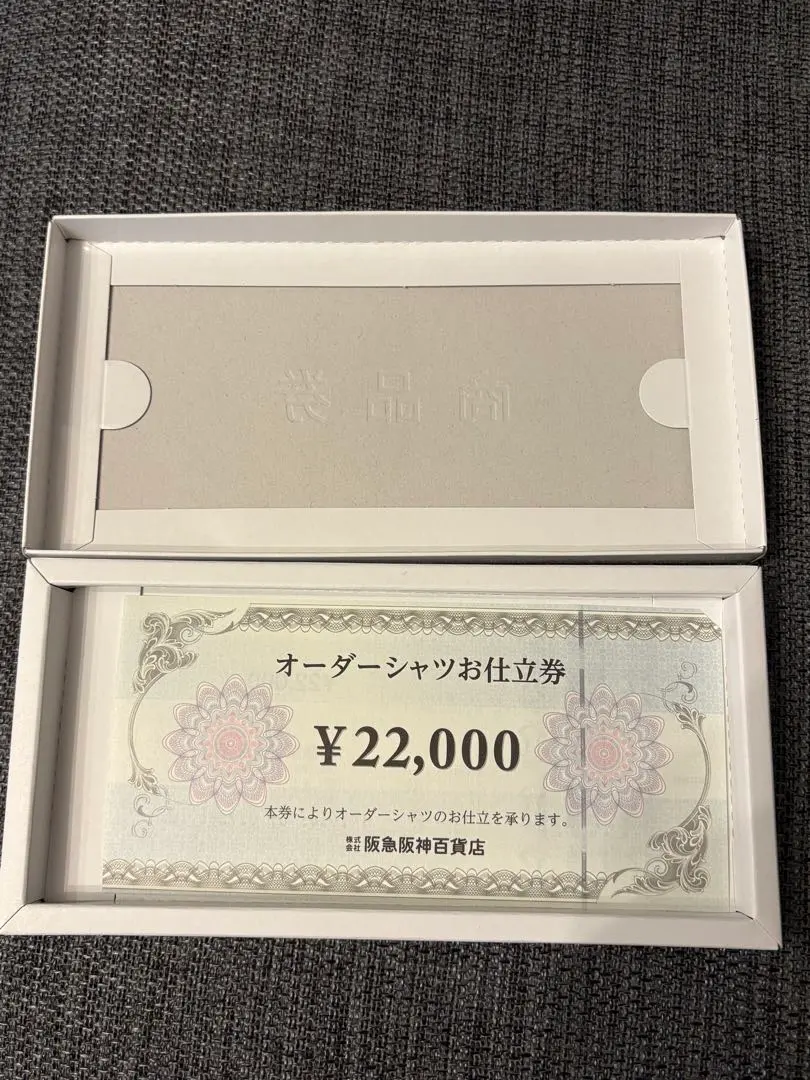 商品券
オーダーシャツお仕立券
¥22,000
本券によりオーダーシャツのお仕立を承ります。
株式会社 阪急阪神百貨店